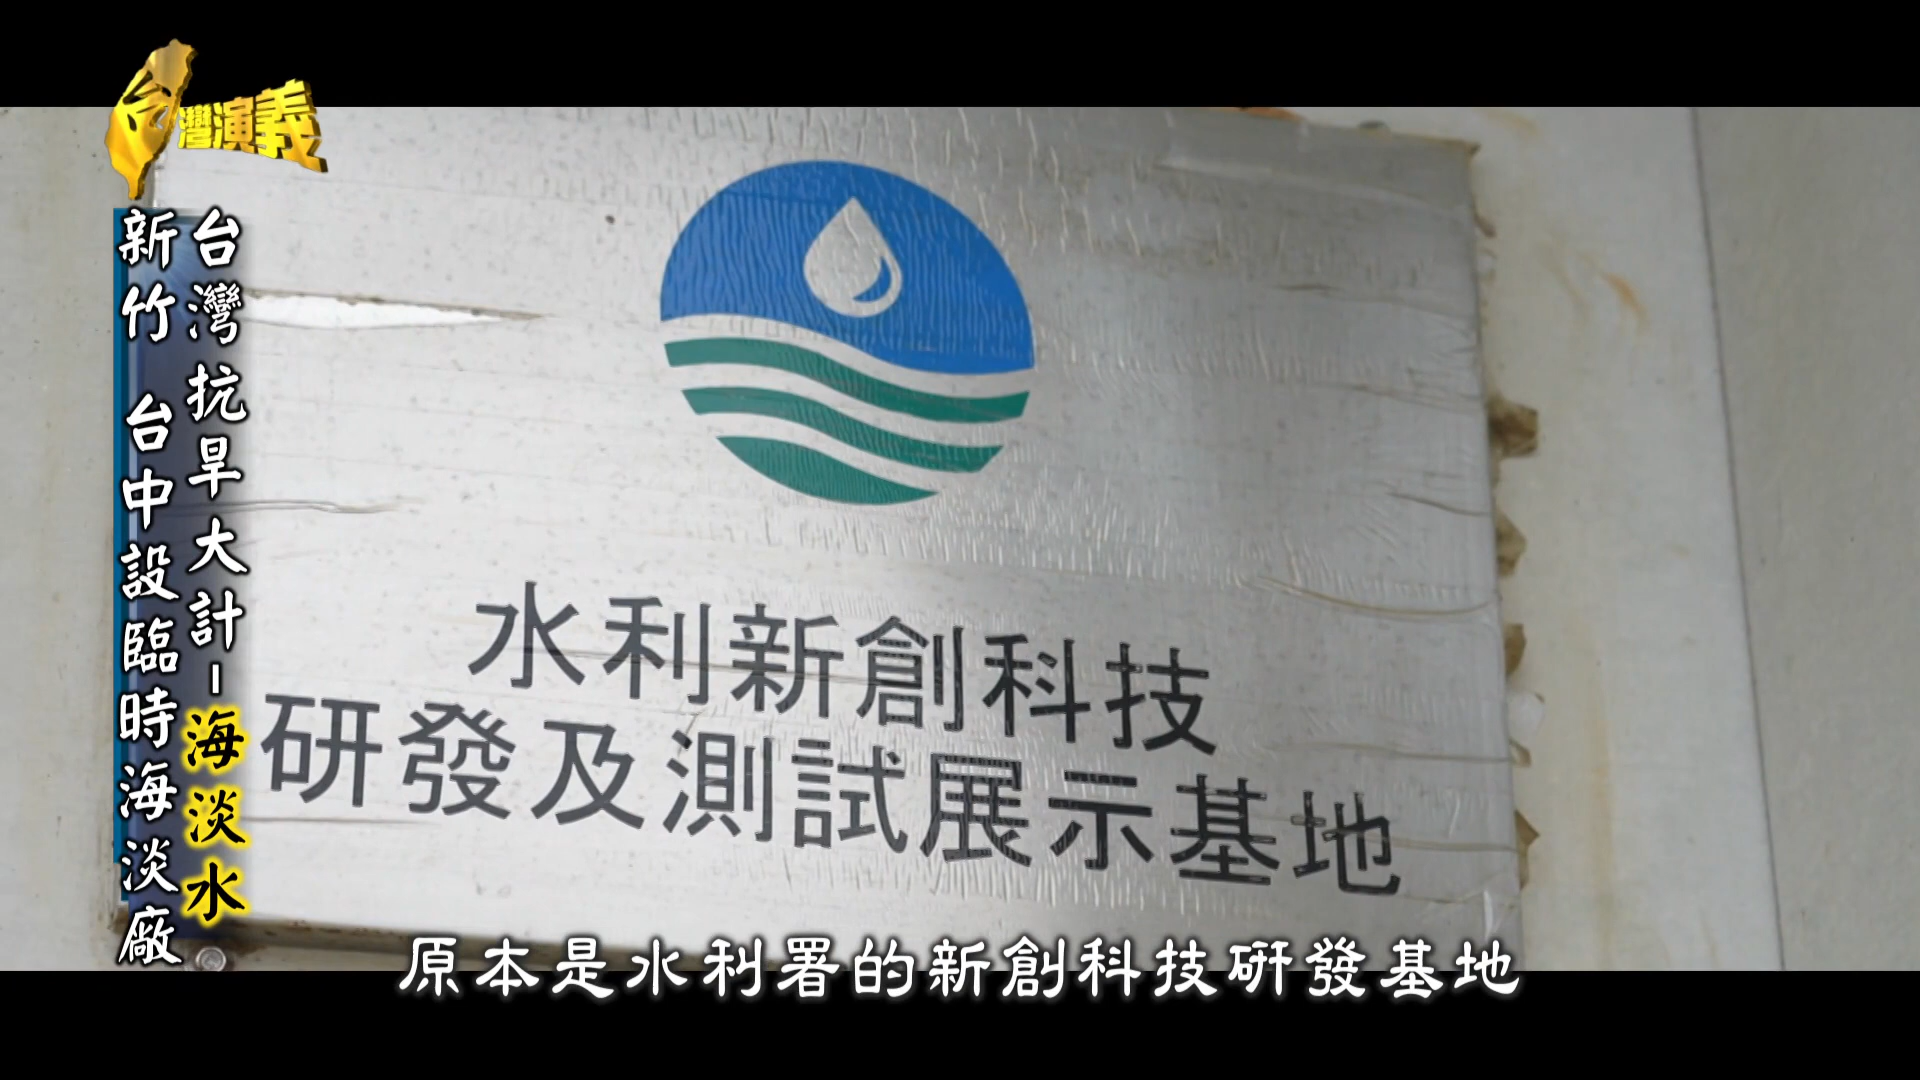 台灣演義
台灣抗旱大計-海淡水
新竹 台中設臨時海淡廠
水利新創科技
研發及測試展示基地
原本是水利署的新創科技研發基地